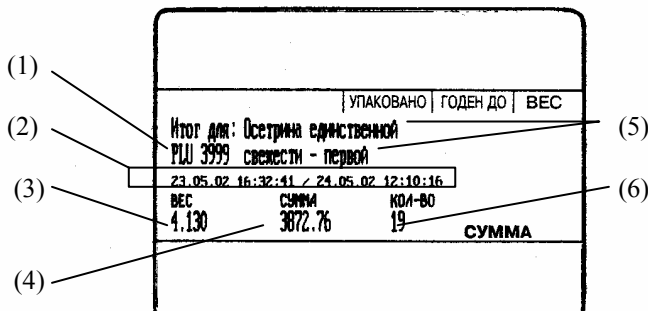 УПАКОВАНО ГОДЕН ДО ВЕС
(1) Итог для: Осетрина единственной
(2) PLU 3999 свежести - первой (5)
23.05.02 16:32:41 / 24.05.02 12:10:16
(3) ВЕС СУММА КОЛ-ВО (6)
4.130 3872.76 19
СУММА
(4)